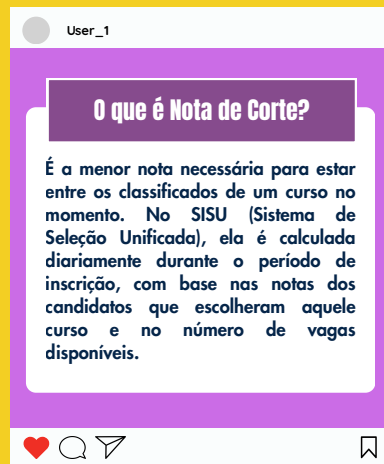 User_1
O que é Nota de Corte?
É a menor nota necessária para estar
entre os classificados de um curso no
momento. No SISU (Sistema de
Seleção Unificada), ela é calculada
diariamente durante o período de
inscrição, com base nas notas dos
candidatos que escolheram aquele
curso e no número de vagas
disponíveis.